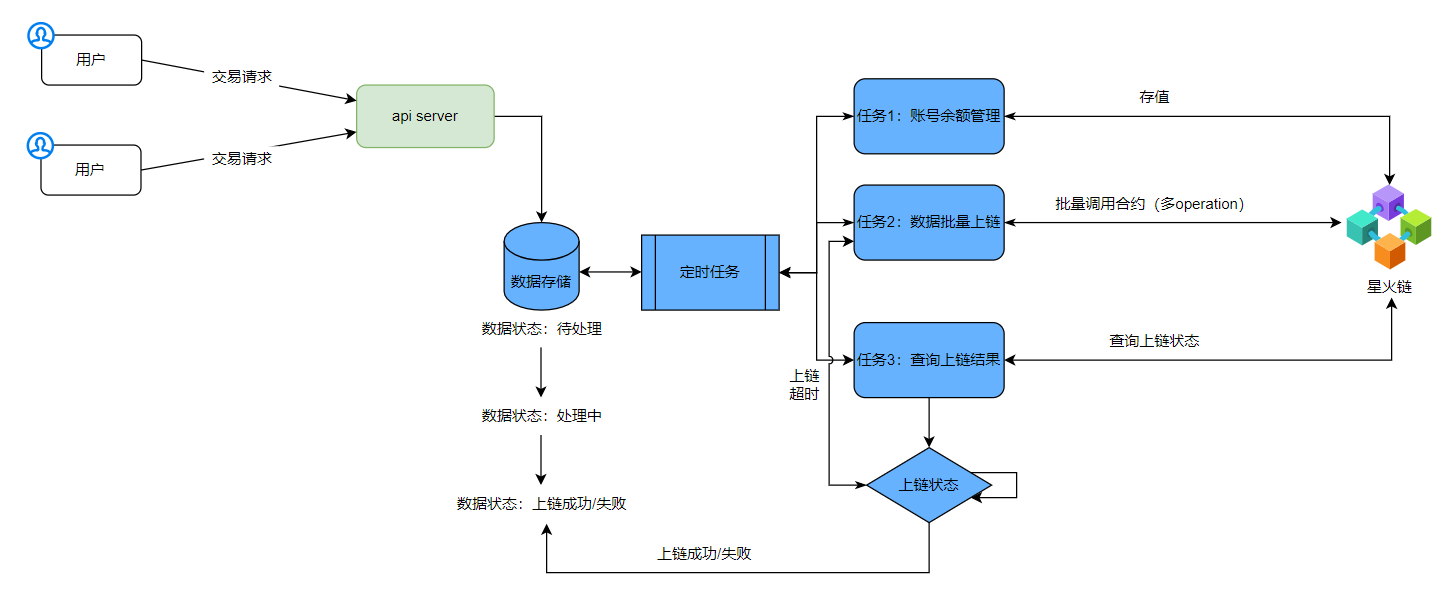 用户
交易请求
api server
用户
交易请求
数据存储
数据状态：待处理
数据状态：处理中
数据状态：上链成功/失败
定时任务
任务1：账号余额管理
存值
任务2：数据批量上链
批量调用合约（多operation）
星火链
任务3：查询上链结果
查询上链状态
上链
超时
上链状态
上链成功/失败